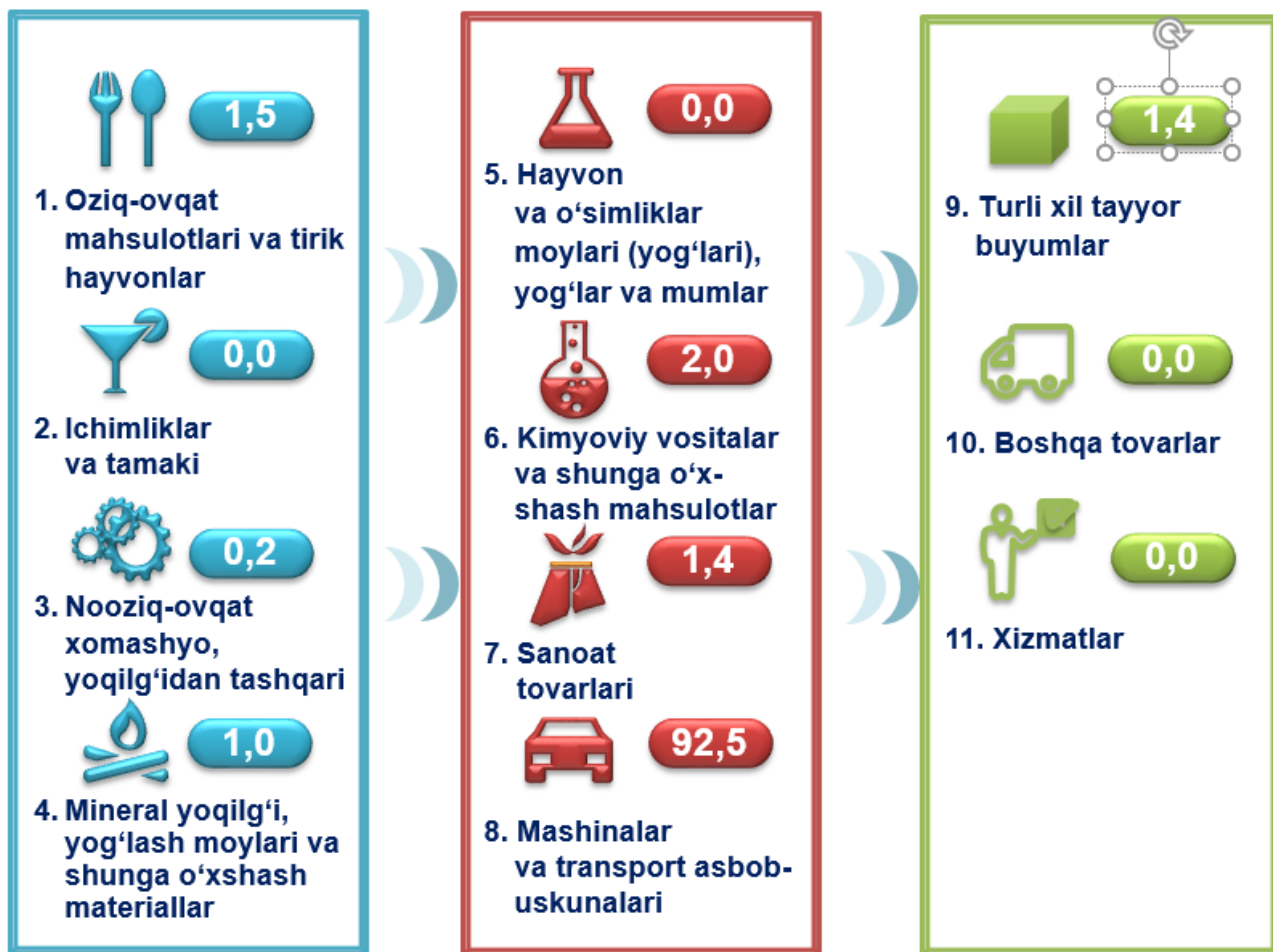 1,5
1. Oziq-ovqat
mahsulotlari va tirik
hayvonlar
0,0
2. Ichimliklar
va tamaki
0,2
3. Nooziq-ovqat
xomashyo,
yoqilg‘idan tashqari
1,0
4. Mineral yoqilg‘i,
yog‘lash moylari va
shunga o‘xshash
materiallar
0,0
5. Hayvon
va o‘simliklar
moylari (yog‘lari),
yog‘lar va mumlar
2,0
6. Kimyoviy vositalar
va shunga o‘x-
shash mahsulotlar
1,4
7. Sanoat
tovarlari
92,5
8. Mashinalar
va transport asbob-
uskunalari
1,4
9. Turli xil tayyor
buyumlar
0,0
10. Boshqa tovarlar
0,0
11. Xizmatlar